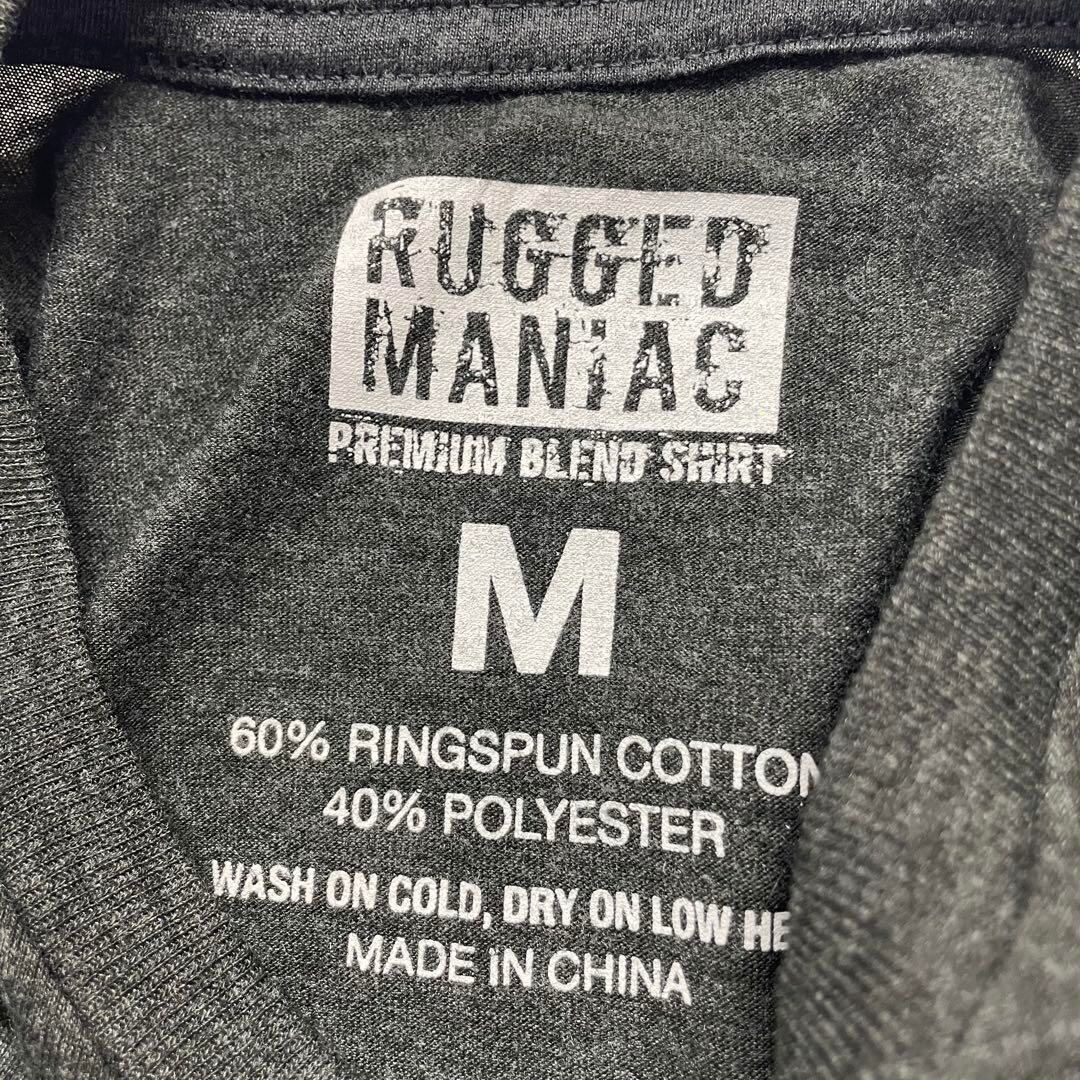 RUGGED
MANIAC
PREMIUM BLEND SHIRT
M
60% RINGSPUN COTTON
40% POLYESTER
WASH ON COLD, DRY ON LOW HE
MADE IN CHINA